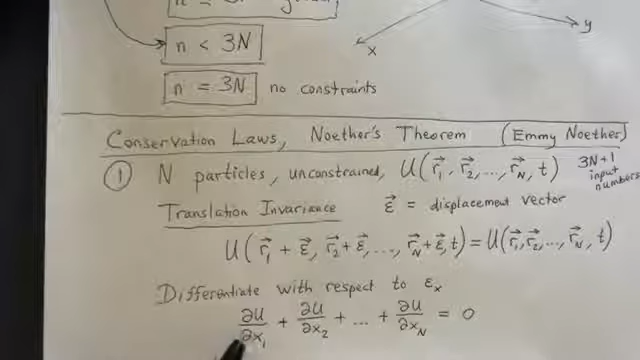 y
x
n < 3N
n = 3N no constraints
Conservation Laws, Noether's Theorem (Emmy Noether)
① N particles, unconstrained, U(r⃗₁, r⃗₂, ..., r⃗_N, t) 3N+1
input
numbers
Translation Invariance ε⃗ = displacement vector
U(r⃗₁ + ε⃗, r⃗₂ + ε⃗, ..., r⃗_N + ε⃗, t) = U(r⃗₁, r⃗₂, ..., r⃗_N, t)
Differentiate with respect to ε_x
∂U/∂x₁ + ∂U/∂x₂ + ... + ∂U/∂x_N = 0